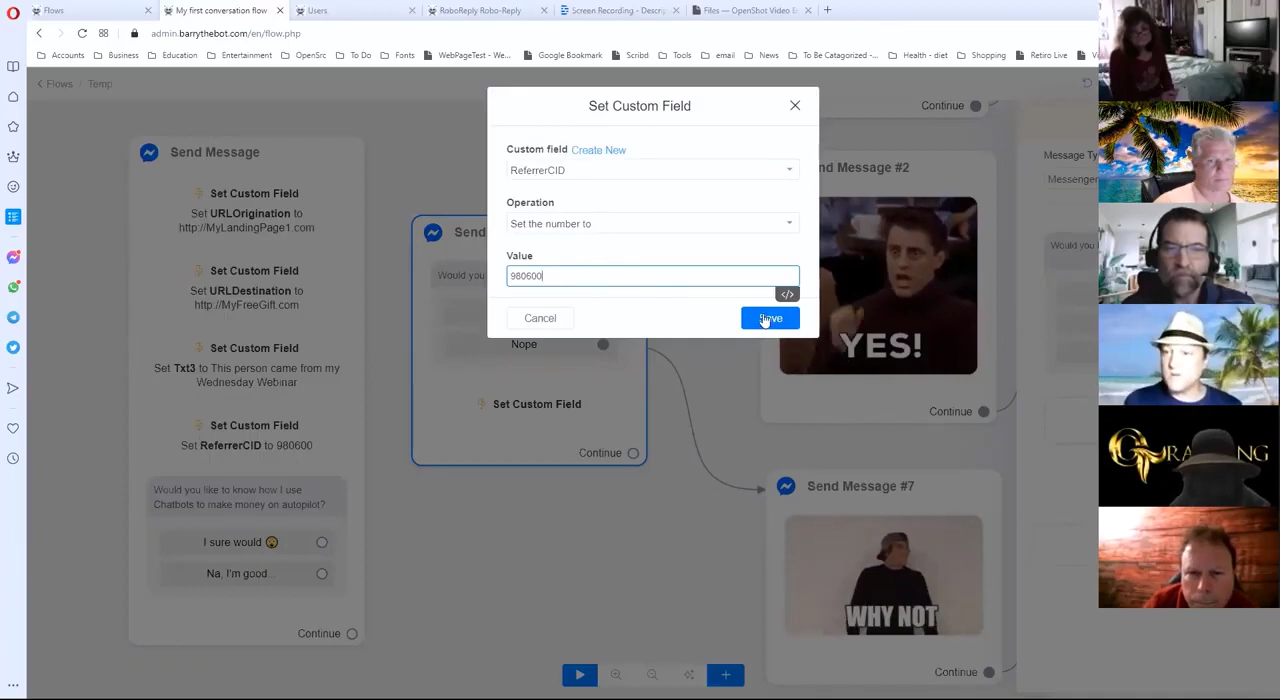 Flows
My first conversation flow
Users
RoboReply Robo-Reply
Screen Recording - Descrip
Files — OpenShot Video E
admin.barrythebot.com/en/flow.php
Accounts
Business
Education
Entertainment
OpenSrc
To Do
Fonts
WebPageTest - We...
Google Bookmark
Scribd
Tools
email
News
To Be Catagorized -...
Health - diet
Shopping
Retiro Live
Flows / Temp
Send Message
Set Custom Field
Set URLOrigination to
http://MyLandingPage1.com
Set Custom Field
Set URLDestination to
http://MyFreeGift.com
Set Custom Field
Set Txt3 to This person came from my
Wednesday Webinar
Set Custom Field
Set ReferrerCID to 980600
Would you like to know how I use
Chatbots to make money on autopilot?
I sure would 😲
Na, I'm good...
Continue
Send
Would you
Nope
Set Custom Field
Continue
Set Custom Field
Custom field Create New
ReferrerCID
Operation
Set the number to
Value
980600
</>
Cancel
Save
Continue
nd Message #2
YES!
Continue
Send Message #7
WHY NOT
Continue
Message Ty
Messenger
Would you l